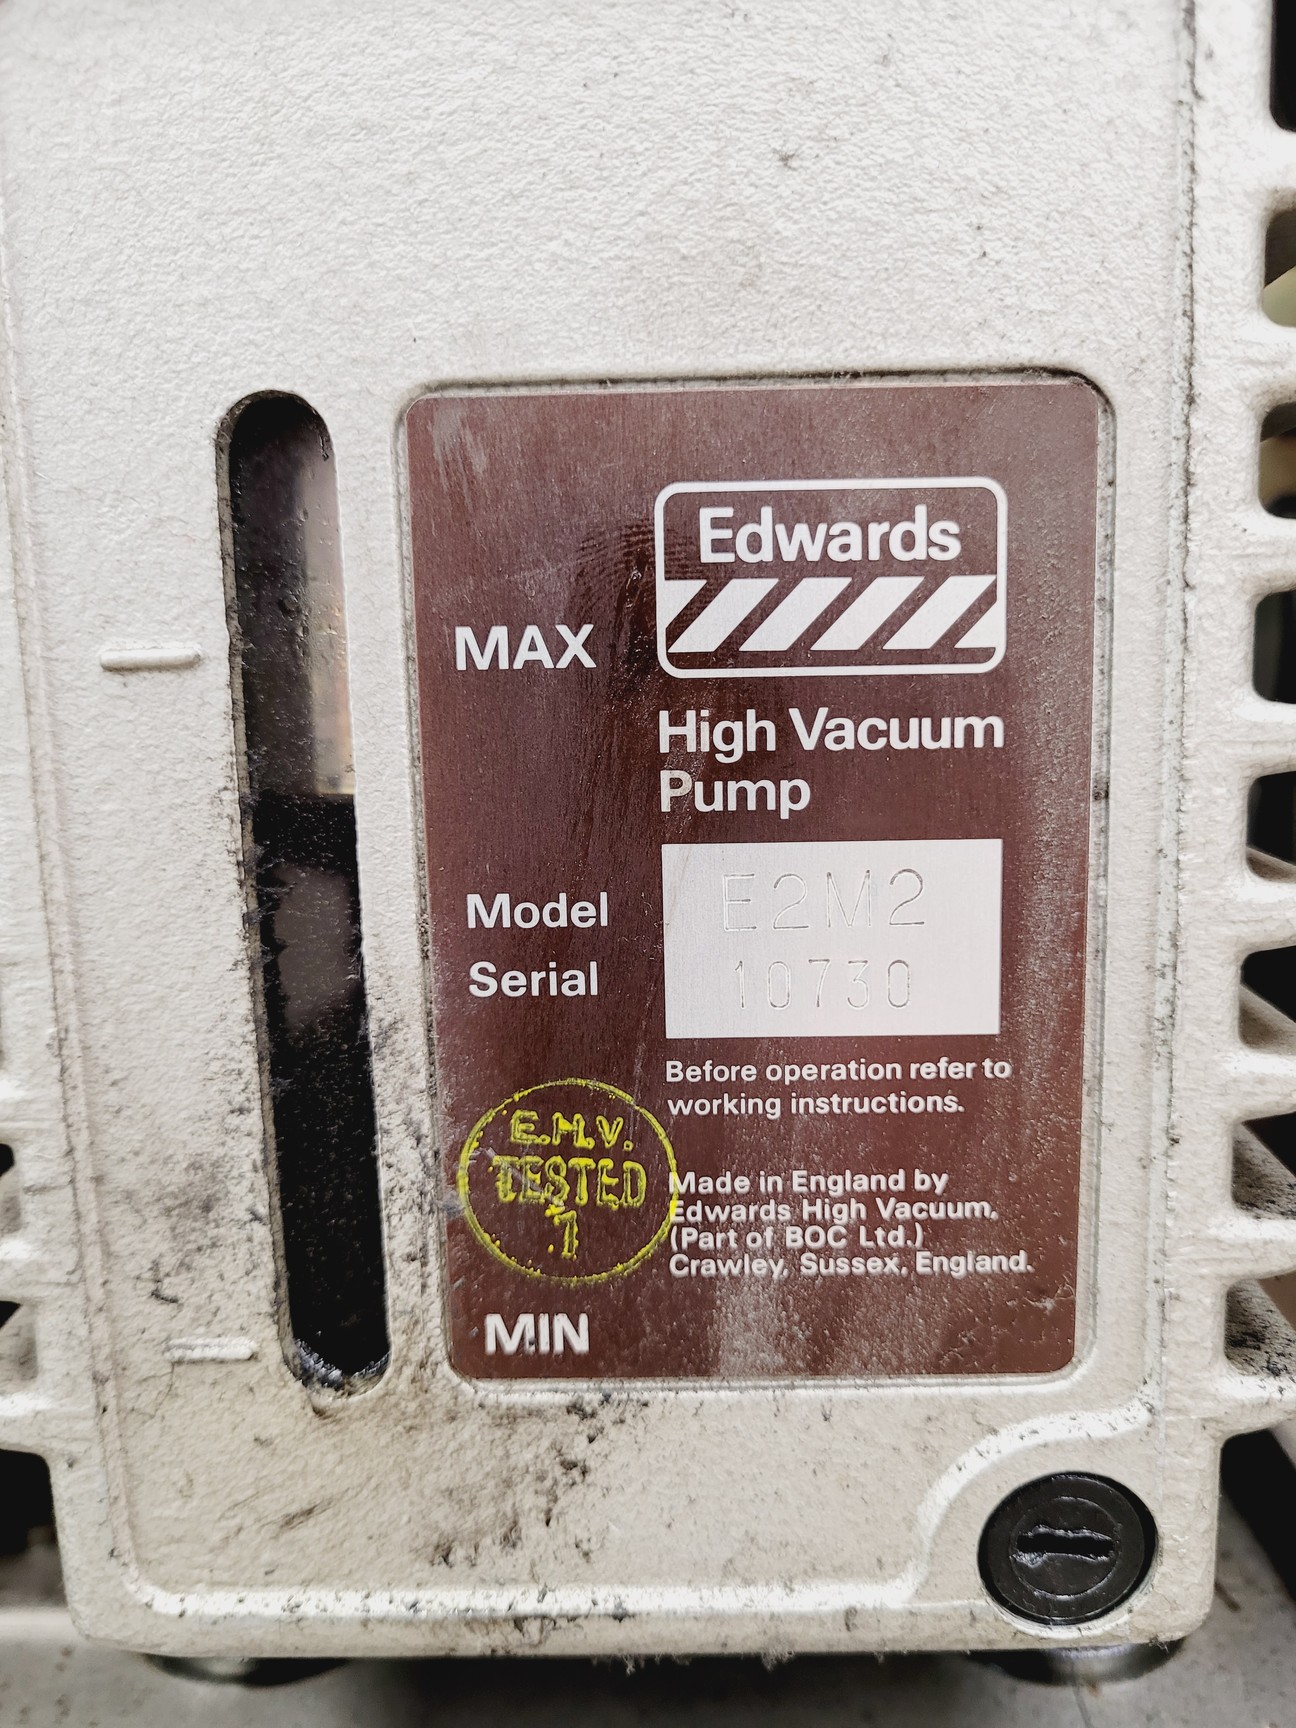 Edwards
MAX
High Vacuum
Pump
Model E2M2
Serial 10730
Before operation refer to
working instructions.
E.H.V.
TESTED
1
Made in England by
Edwards High Vacuum,
(Part of BOC Ltd.)
Crawley, Sussex, England.
MIN